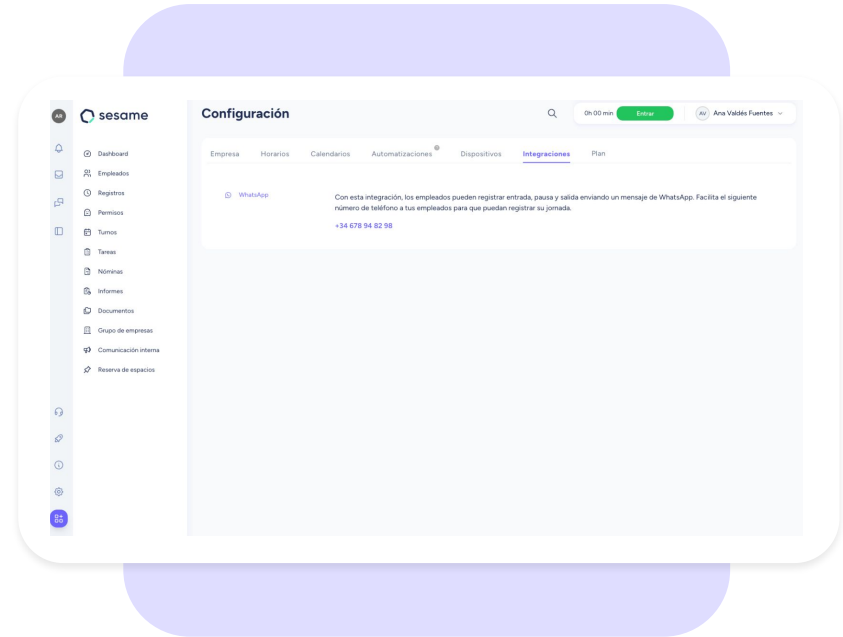 AR
sesame
Configuración
0h 00 min
Entrar
AV
Ana Valdés Fuentes
Dashboard
Empleados
Registros
Permisos
Turnos
Tareas
Nóminas
Informes
Documentos
Grupo de empresas
Comunicación interna
Reserva de espacios
Empresa
Horarios
Calendarios
Automatizaciones
Dispositivos
Integraciones
Plan
WhatsApp
Con esta integración, los empleados pueden registrar entrada, pausa y salida enviando un mensaje de WhatsApp. Facilita el siguiente
número de teléfono a tus empleados para que puedan registrar su jornada.
+34 678 94 82 98